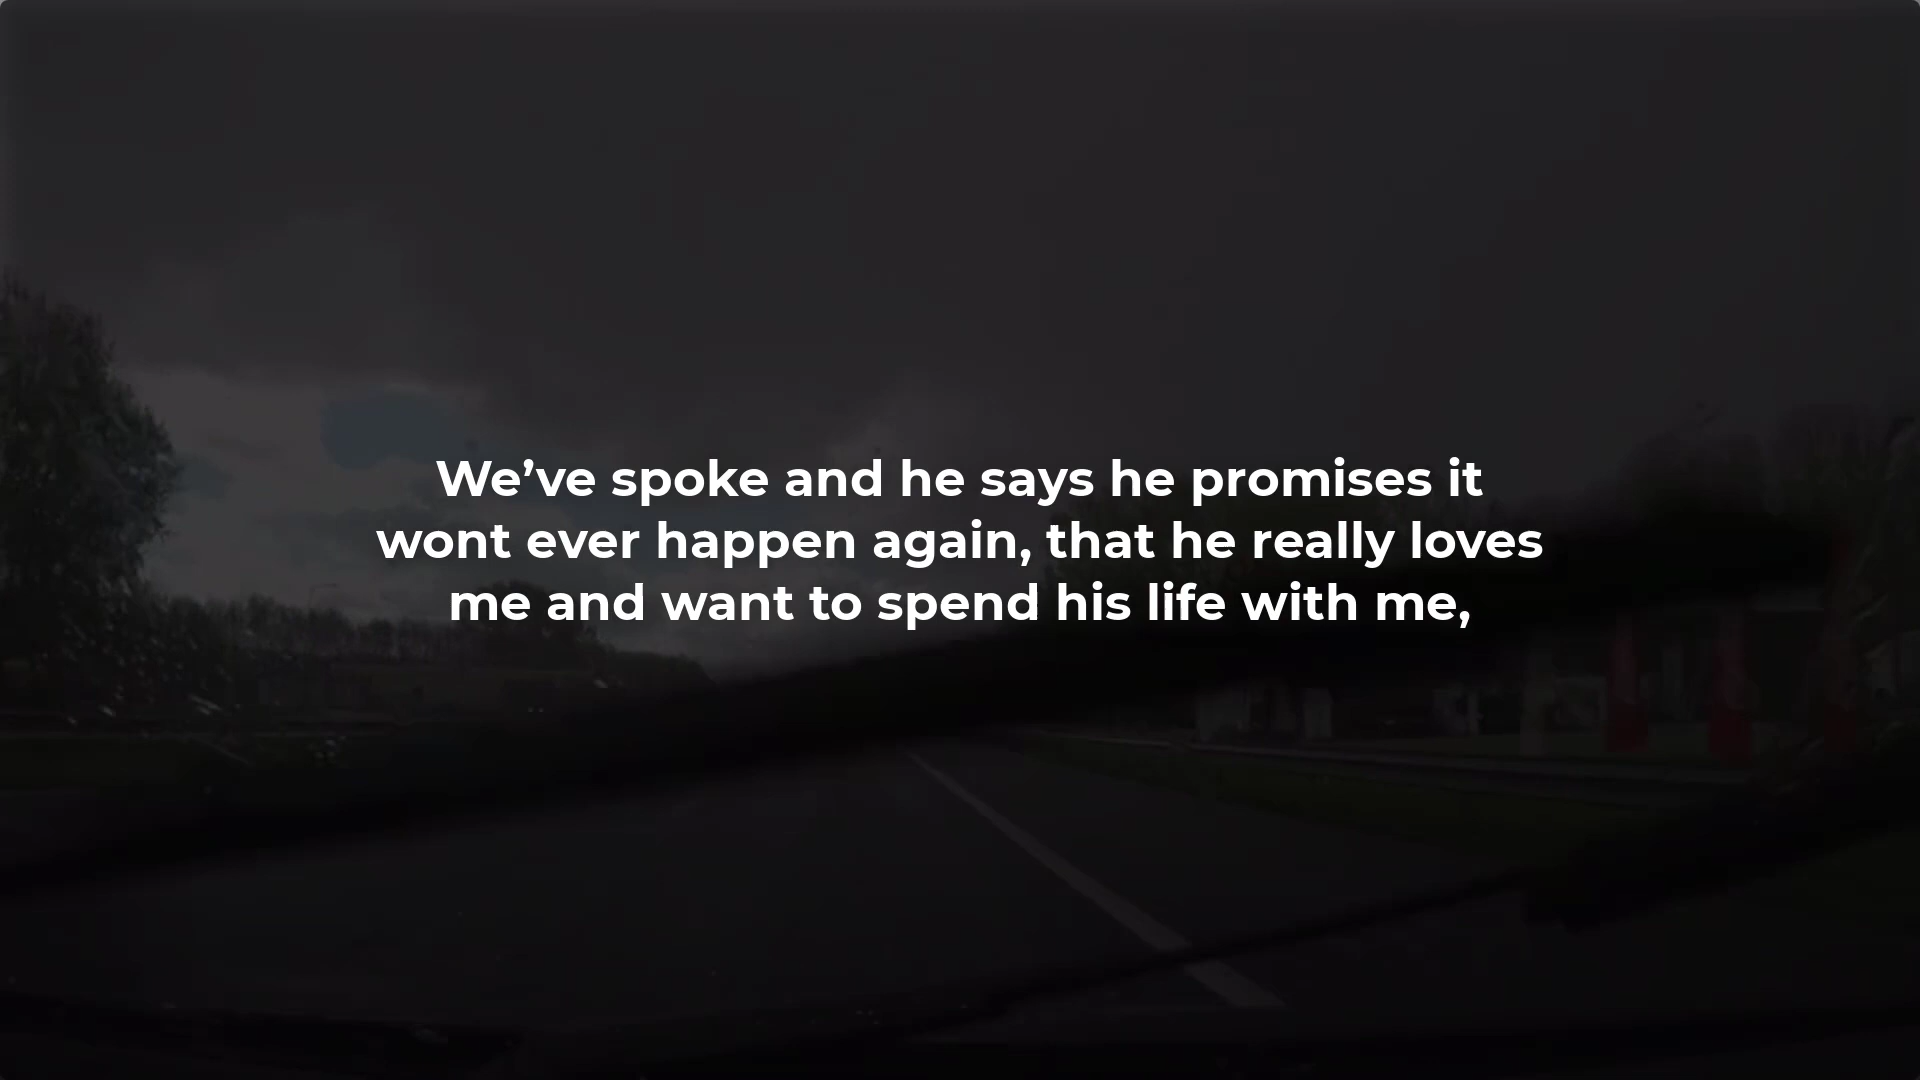 We’ve spoke and he says he promises it
wont ever happen again, that he really loves
me and want to spend his life with me,